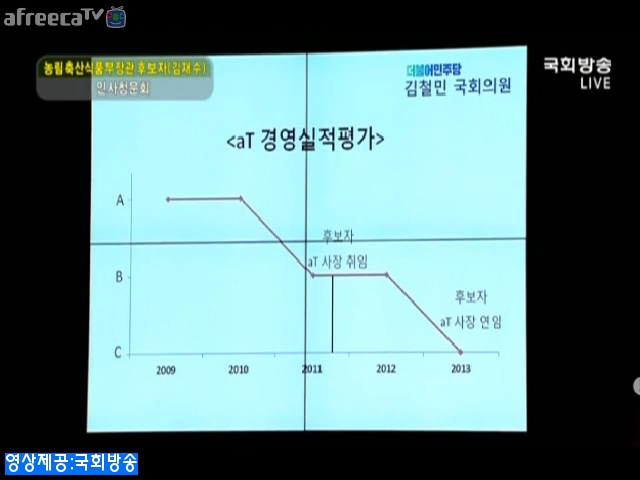 afreecaTV
농림축산식품부장관 후보자(김재수)
인사청문회
더불어민주당
김철민 국회의원
국회방송
LIVE
<aT 경영실적평가>
A
B
C
후보자
aT 사장 취임
후보자
aT 사장 연임
2009
2010
2011
2012
2013
영상제공:국회방송